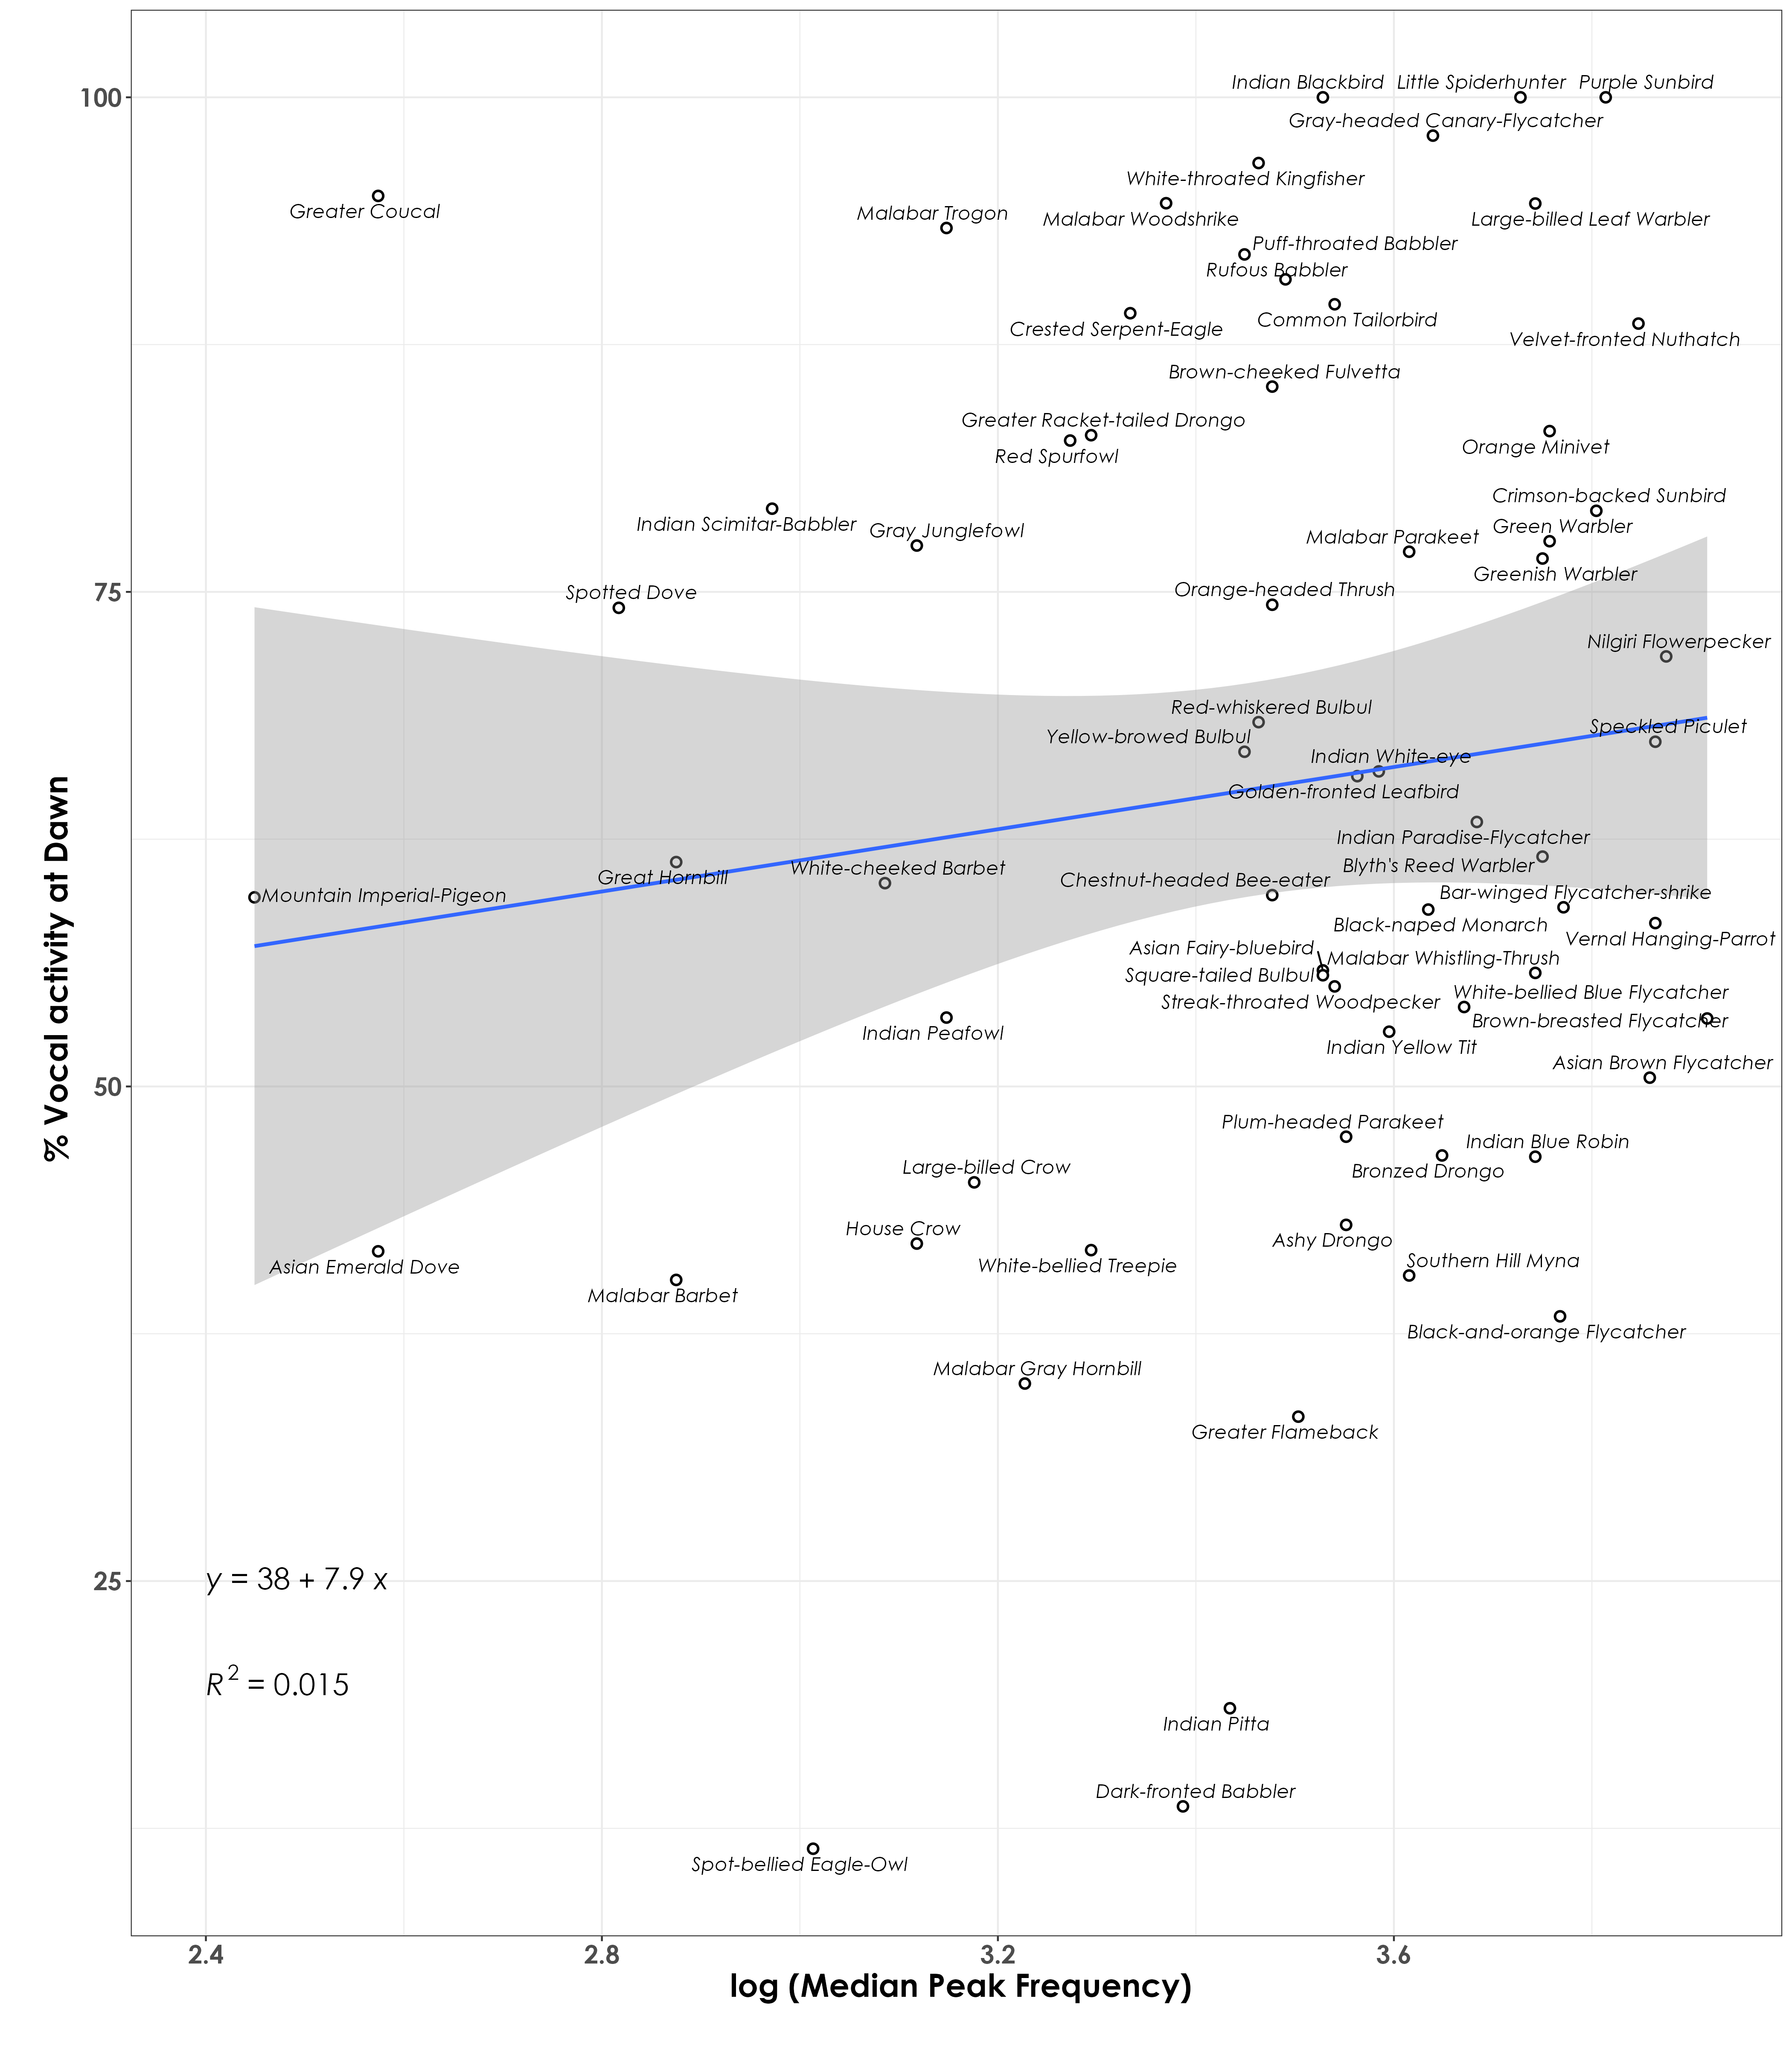 100
75
50
25
% Vocal activity at Dawn
Indian Blackbird
Little Spiderhunter
Purple Sunbird
Gray-headed Canary-Flycatcher
White-throated Kingfisher
Greater Coucal
Malabar Trogon
Malabar Woodshrike
Large-billed Leaf Warbler
Puff-throated Babbler
Rufous Babbler
Common Tailorbird
Crested Serpent-Eagle
Velvet-fronted Nuthatch
Brown-cheeked Fulvetta
Greater Racket-tailed Drongo
Red Spurfowl
Orange Minivet
Crimson-backed Sunbird
Indian Scimitar-Babbler
Gray Junglefowl
Green Warbler
Malabar Parakeet
Greenish Warbler
Orange-headed Thrush
Spotted Dove
Nilgiri Flowerpecker
Red-whiskered Bulbul
Speckled Piculet
Yellow-browed Bulbul
Indian White-eye
Golden-fronted Leafbird
Indian Paradise-Flycatcher
Blyth's Reed Warbler
White-cheeked Barbet
Great Hornbill
Chestnut-headed Bee-eater
Mountain Imperial-Pigeon
Bar-winged Flycatcher-shrike
Black-naped Monarch
Vernal Hanging-Parrot
Asian Fairy-bluebird
Malabar Whistling-Thrush
Square-tailed Bulbul
Streak-throated Woodpecker
White-bellied Blue Flycatcher
Brown-breasted Flycatcher
Indian Peafowl
Indian Yellow Tit
Asian Brown Flycatcher
Plum-headed Parakeet
Indian Blue Robin
Bronzed Drongo
Large-billed Crow
House Crow
Ashy Drongo
Asian Emerald Dove
White-bellied Treepie
Southern Hill Myna
Malabar Barbet
Black-and-orange Flycatcher
Malabar Gray Hornbill
Greater Flameback
y = 38 + 7.9 x
R² = 0.015
Indian Pitta
Dark-fronted Babbler
Spot-bellied Eagle-Owl
2.4
2.8
3.2
3.6
log (Median Peak Frequency)